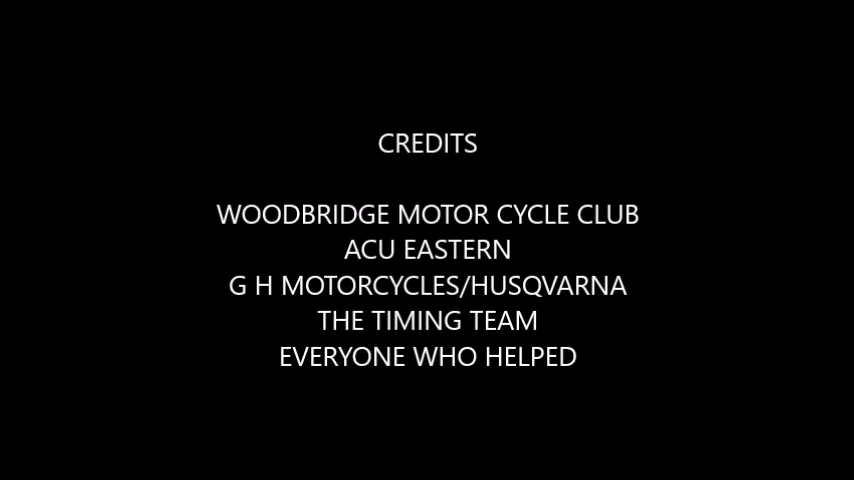 CREDITS
WOODBRIDGE MOTOR CYCLE CLUB
ACU EASTERN
G H MOTORCYCLES/HUSQVARNA
THE TIMING TEAM
EVERYONE WHO HELPED